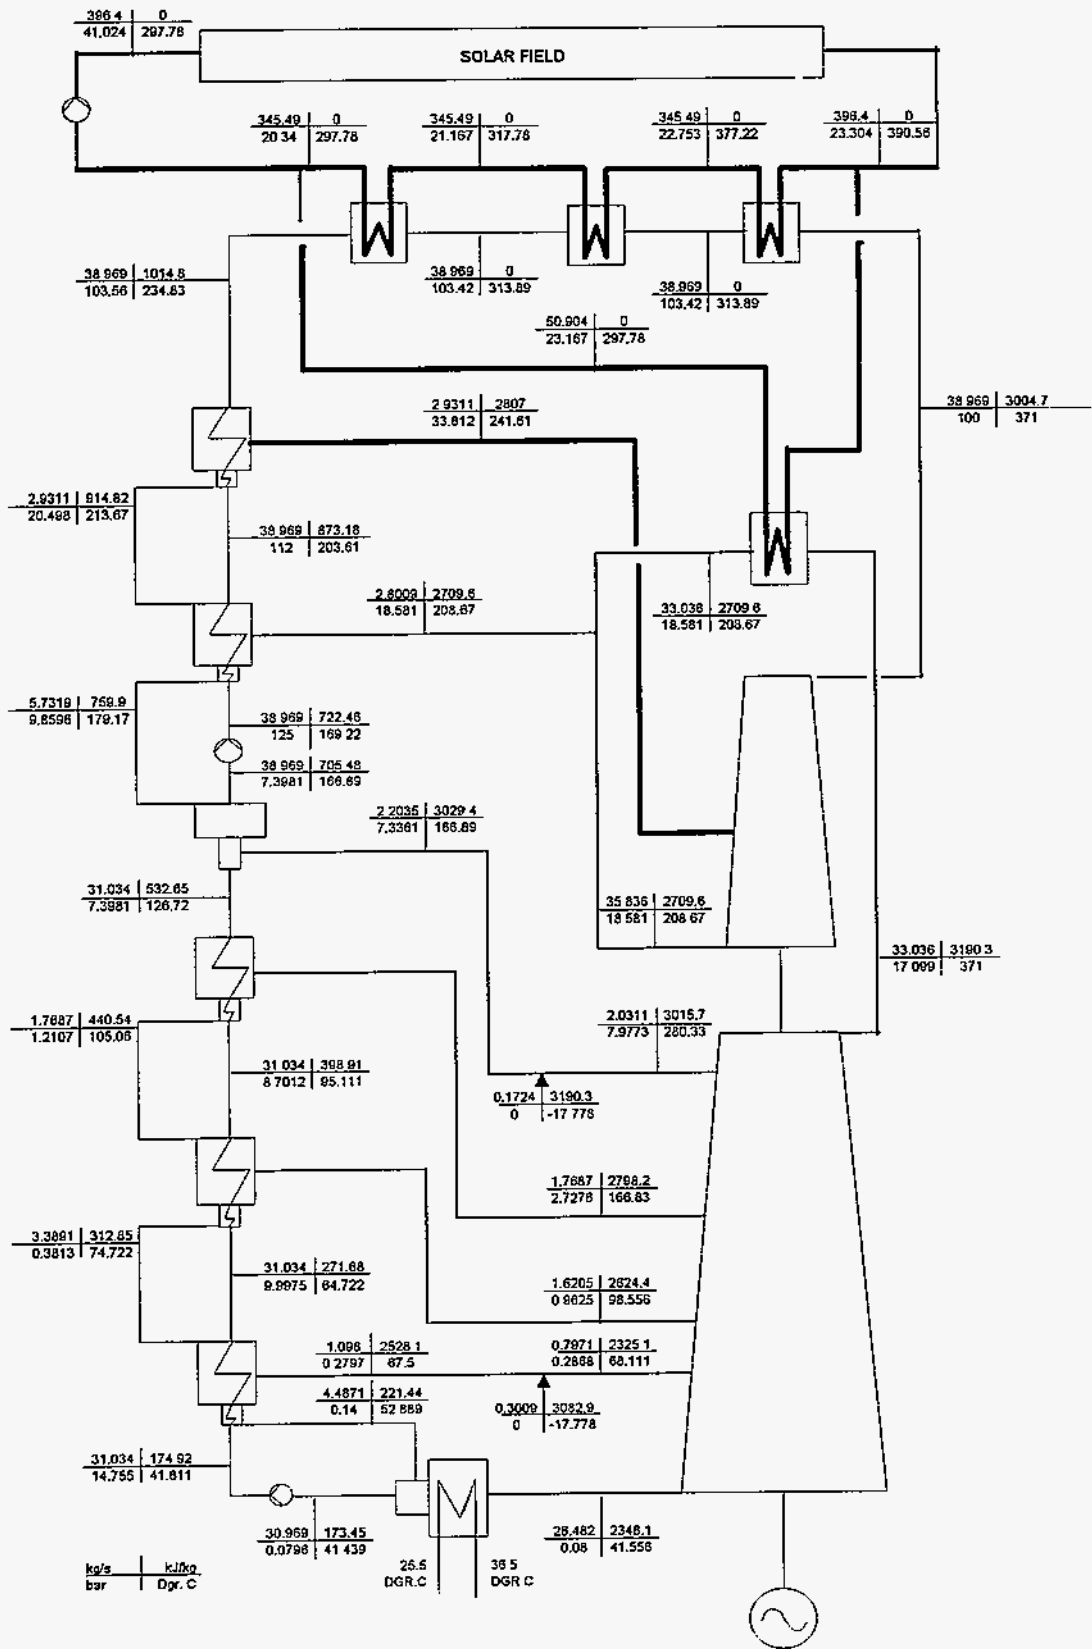 396.4 | 0
41.024 | 297.78
SOLAR FIELD
345.49 | 0
20.34 | 297.78
345.49 | 0
21.167 | 317.78
345.49 | 0
22.753 | 377.22
396.4 | 0
23.304 | 390.56
38.969 | 1014.8
103.56 | 234.83
38.969 | 0
103.42 | 313.89
38.969 | 0
103.42 | 313.89
50.904 | 0
23.167 | 297.78
2.9311 | 2807
33.612 | 241.61
38.969 | 3004.7
100 | 371
2.9311 | 914.82
20.498 | 213.67
38.969 | 873.18
112 | 203.61
2.8009 | 2709.6
18.581 | 208.67
33.036 | 2709.6
18.581 | 208.67
5.7319 | 759.9
9.8596 | 179.17
38.969 | 722.46
125 | 169.22
38.969 | 705.48
7.3981 | 166.69
2.2035 | 3029.4
7.3361 | 166.89
31.034 | 532.65
7.3981 | 126.72
35.836 | 2709.6
18.581 | 208.67
33.036 | 3190.3
17.099 | 371
1.7687 | 440.54
1.2107 | 105.06
2.0311 | 3015.7
7.9773 | 280.33
31.034 | 398.91
8.7012 | 95.111
0.1724 | 3190.3
0 | -17.778
1.7687 | 2798.2
2.7276 | 166.83
3.3891 | 312.85
0.3813 | 74.722
31.034 | 271.68
9.9975 | 64.722
1.6205 | 2624.4
0.9625 | 98.556
1.098 | 2528.1
0.2797 | 67.5
0.7971 | 2325.1
0.2868 | 68.111
4.4871 | 221.44
0.14 | 52.889
0.3009 | 3082.9
0 | -17.778
31.034 | 174.92
14.755 | 41.611
30.969 | 173.45
0.0796 | 41.439
26.482 | 2346.1
0.08 | 41.556
kg/s | kJ/kg
bar | Dgr. C
25.5
DGR.C
36.5
DGR C